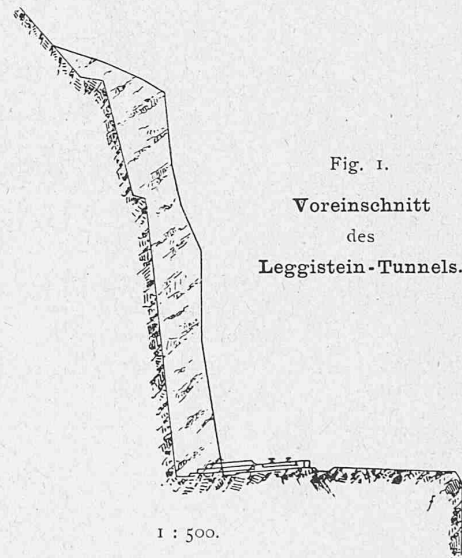 Fig. 1.
Voreinschnitt
des
Leggistein-Tunnels.
f
1 : 500.